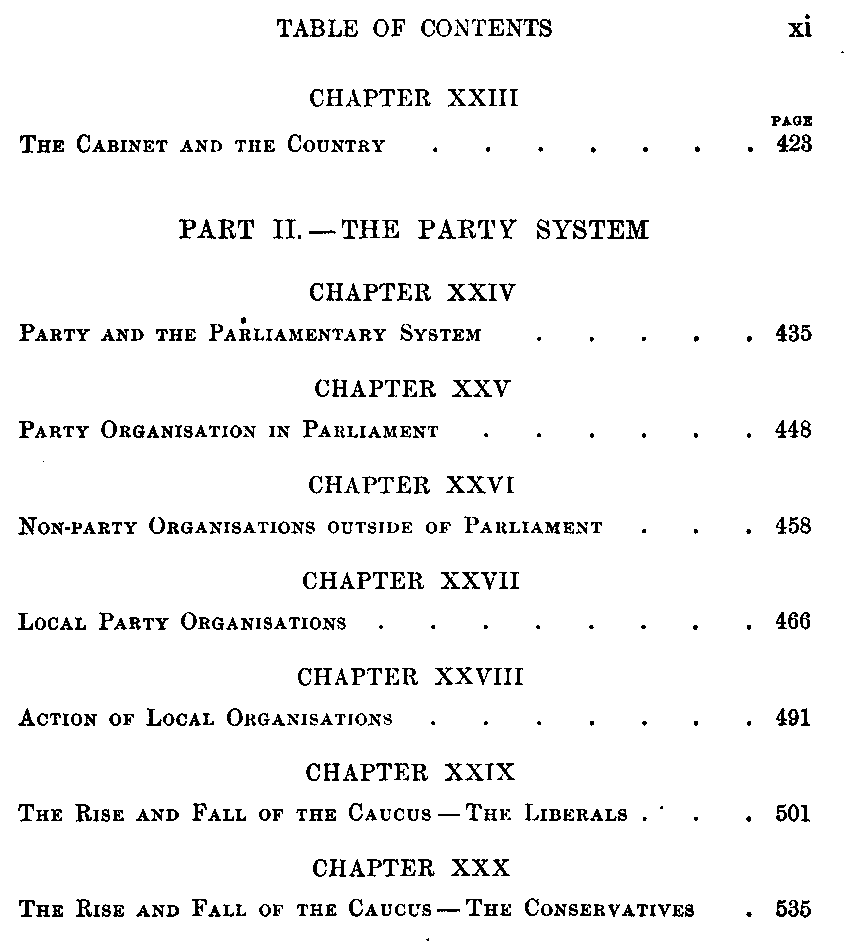 TABLE OF CONTENTS xi
CHAPTER XXIII
PAGE
THE CABINET AND THE COUNTRY . . . . . . . 423
PART II.—THE PARTY SYSTEM
CHAPTER XXIV
PARTY AND THE PARLIAMENTARY SYSTEM . . . . . 435
CHAPTER XXV
PARTY ORGANISATION IN PARLIAMENT . . . . . . 448
CHAPTER XXVI
NON-PARTY ORGANISATIONS OUTSIDE OF PARLIAMENT . . . 458
CHAPTER XXVII
LOCAL PARTY ORGANISATIONS . . . . . . . . 466
CHAPTER XXVIII
ACTION OF LOCAL ORGANISATIONS . . . . . . . 491
CHAPTER XXIX
THE RISE AND FALL OF THE CAUCUS—THE LIBERALS . . . 501
CHAPTER XXX
THE RISE AND FALL OF THE CAUCUS—THE CONSERVATIVES . 535